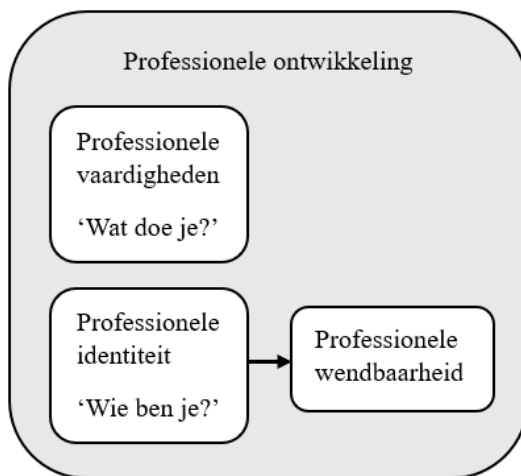 Professionele ontwikkeling
Professionele
vaardigheden
‘Wat doe je?’
Professionele
identiteit
‘Wie ben je?’
Professionele
wendbaarheid